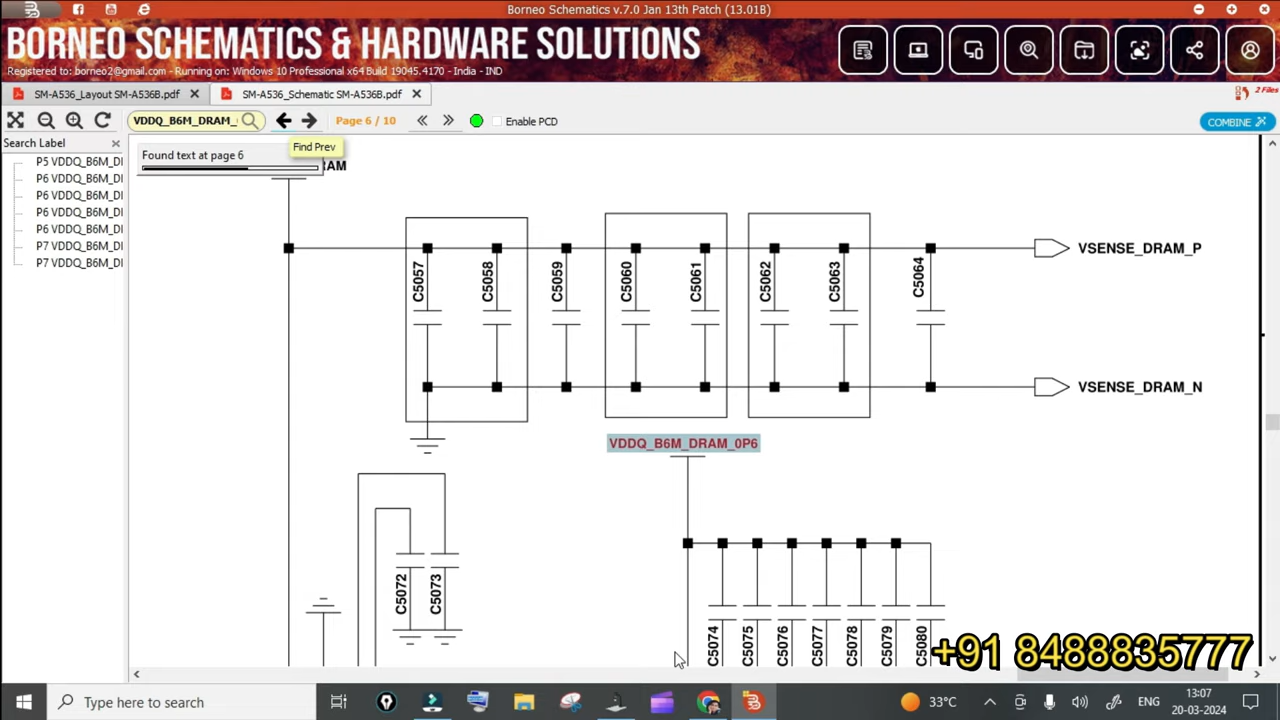 Borneo Schematics v.7.0 Jan 13th Patch (13.01B)
BORNEO SCHEMATICS & HARDWARE SOLUTIONS
Registered to: borneo2@gmail.com - Running on: Windows 10 Professional x64 Build 19045.4170 - India - IND
SM-A536_Layout SM-A536B.pdf
SM-A536_Schematic SM-A536B.pdf
2 Files
VDDQ_B6M_DRAM_
Page 6 / 10
Enable PCD
COMBINE
Search Label
Find Prev
Found text at page 6
RAM
P5 VDDQ_B6M_DI
P6 VDDQ_B6M_DI
P6 VDDQ_B6M_DI
P6 VDDQ_B6M_DI
P6 VDDQ_B6M_DI
P7 VDDQ_B6M_DI
P7 VDDQ_B6M_DI
VSENSE_DRAM_P
C5057
C5058
C5059
C5060
C5061
C5062
C5063
C5064
VSENSE_DRAM_N
VDDQ_B6M_DRAM_0P6
C5072
C5073
C5074
C5075
C5076
C5077
C5078
C5079
C5080
+91 8488835777
Type here to search
33°C
ENG
13:07
20-03-2024